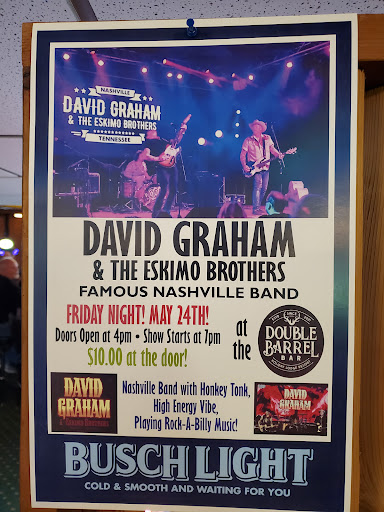 NASHVILLE
DAVID GRAHAM
& THE ESKIMO BROTHERS
TENNESSEE
DAVID GRAHAM
& THE ESKIMO BROTHERS
FAMOUS NASHVILLE BAND
FRIDAY NIGHT! MAY 24TH!
Doors Open at 4pm • Show Starts at 7pm
$10.00 at the door!
at
the
DOUBLE
BARREL
BAR
DAVID
GRAHAM
& ESKIMO BROTHERS
Nashville Band with Honkey Tonk,
High Energy Vibe,
Playing Rock-A-Billy Music!
DAVID
GRAHAM
BUSCH LIGHT
COLD & SMOOTH AND WAITING FOR YOU